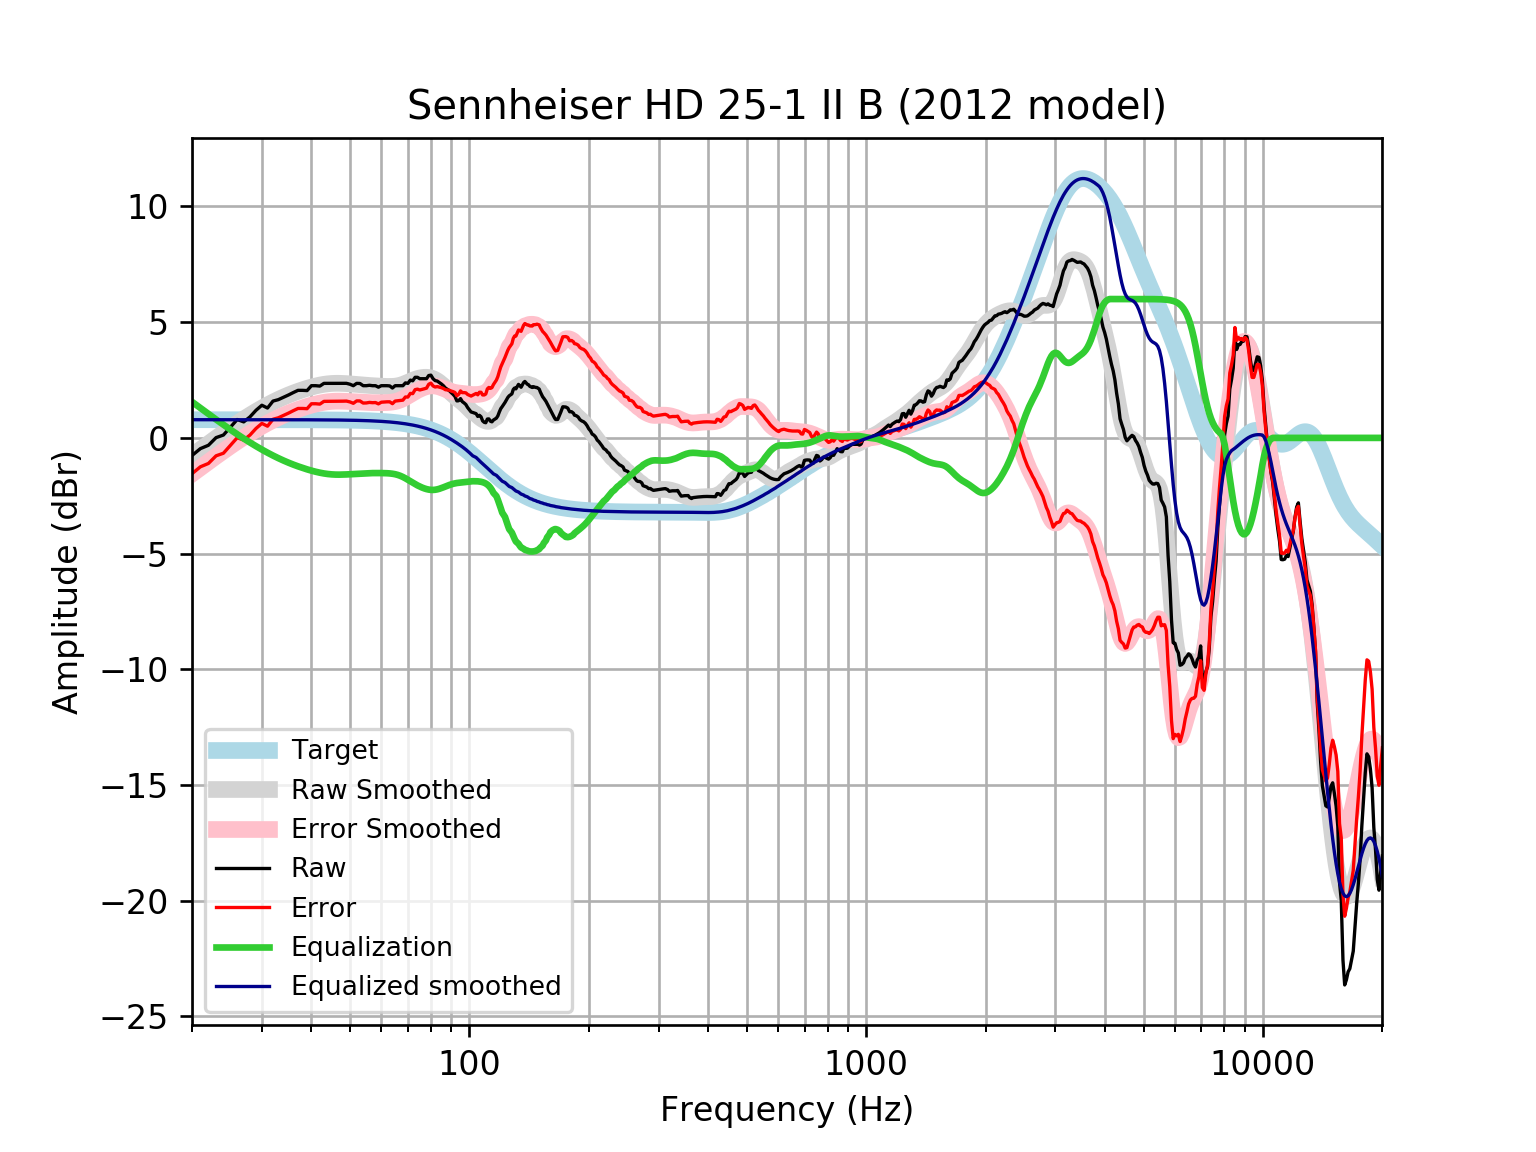 Sennheiser HD 25-1 II B (2012 model)
10
5
0
−5
−10
−15
−20
−25
Amplitude (dBr)
Target
Raw Smoothed
Error Smoothed
Raw
Error
Equalization
Equalized smoothed
100
1000
10000
Frequency (Hz)